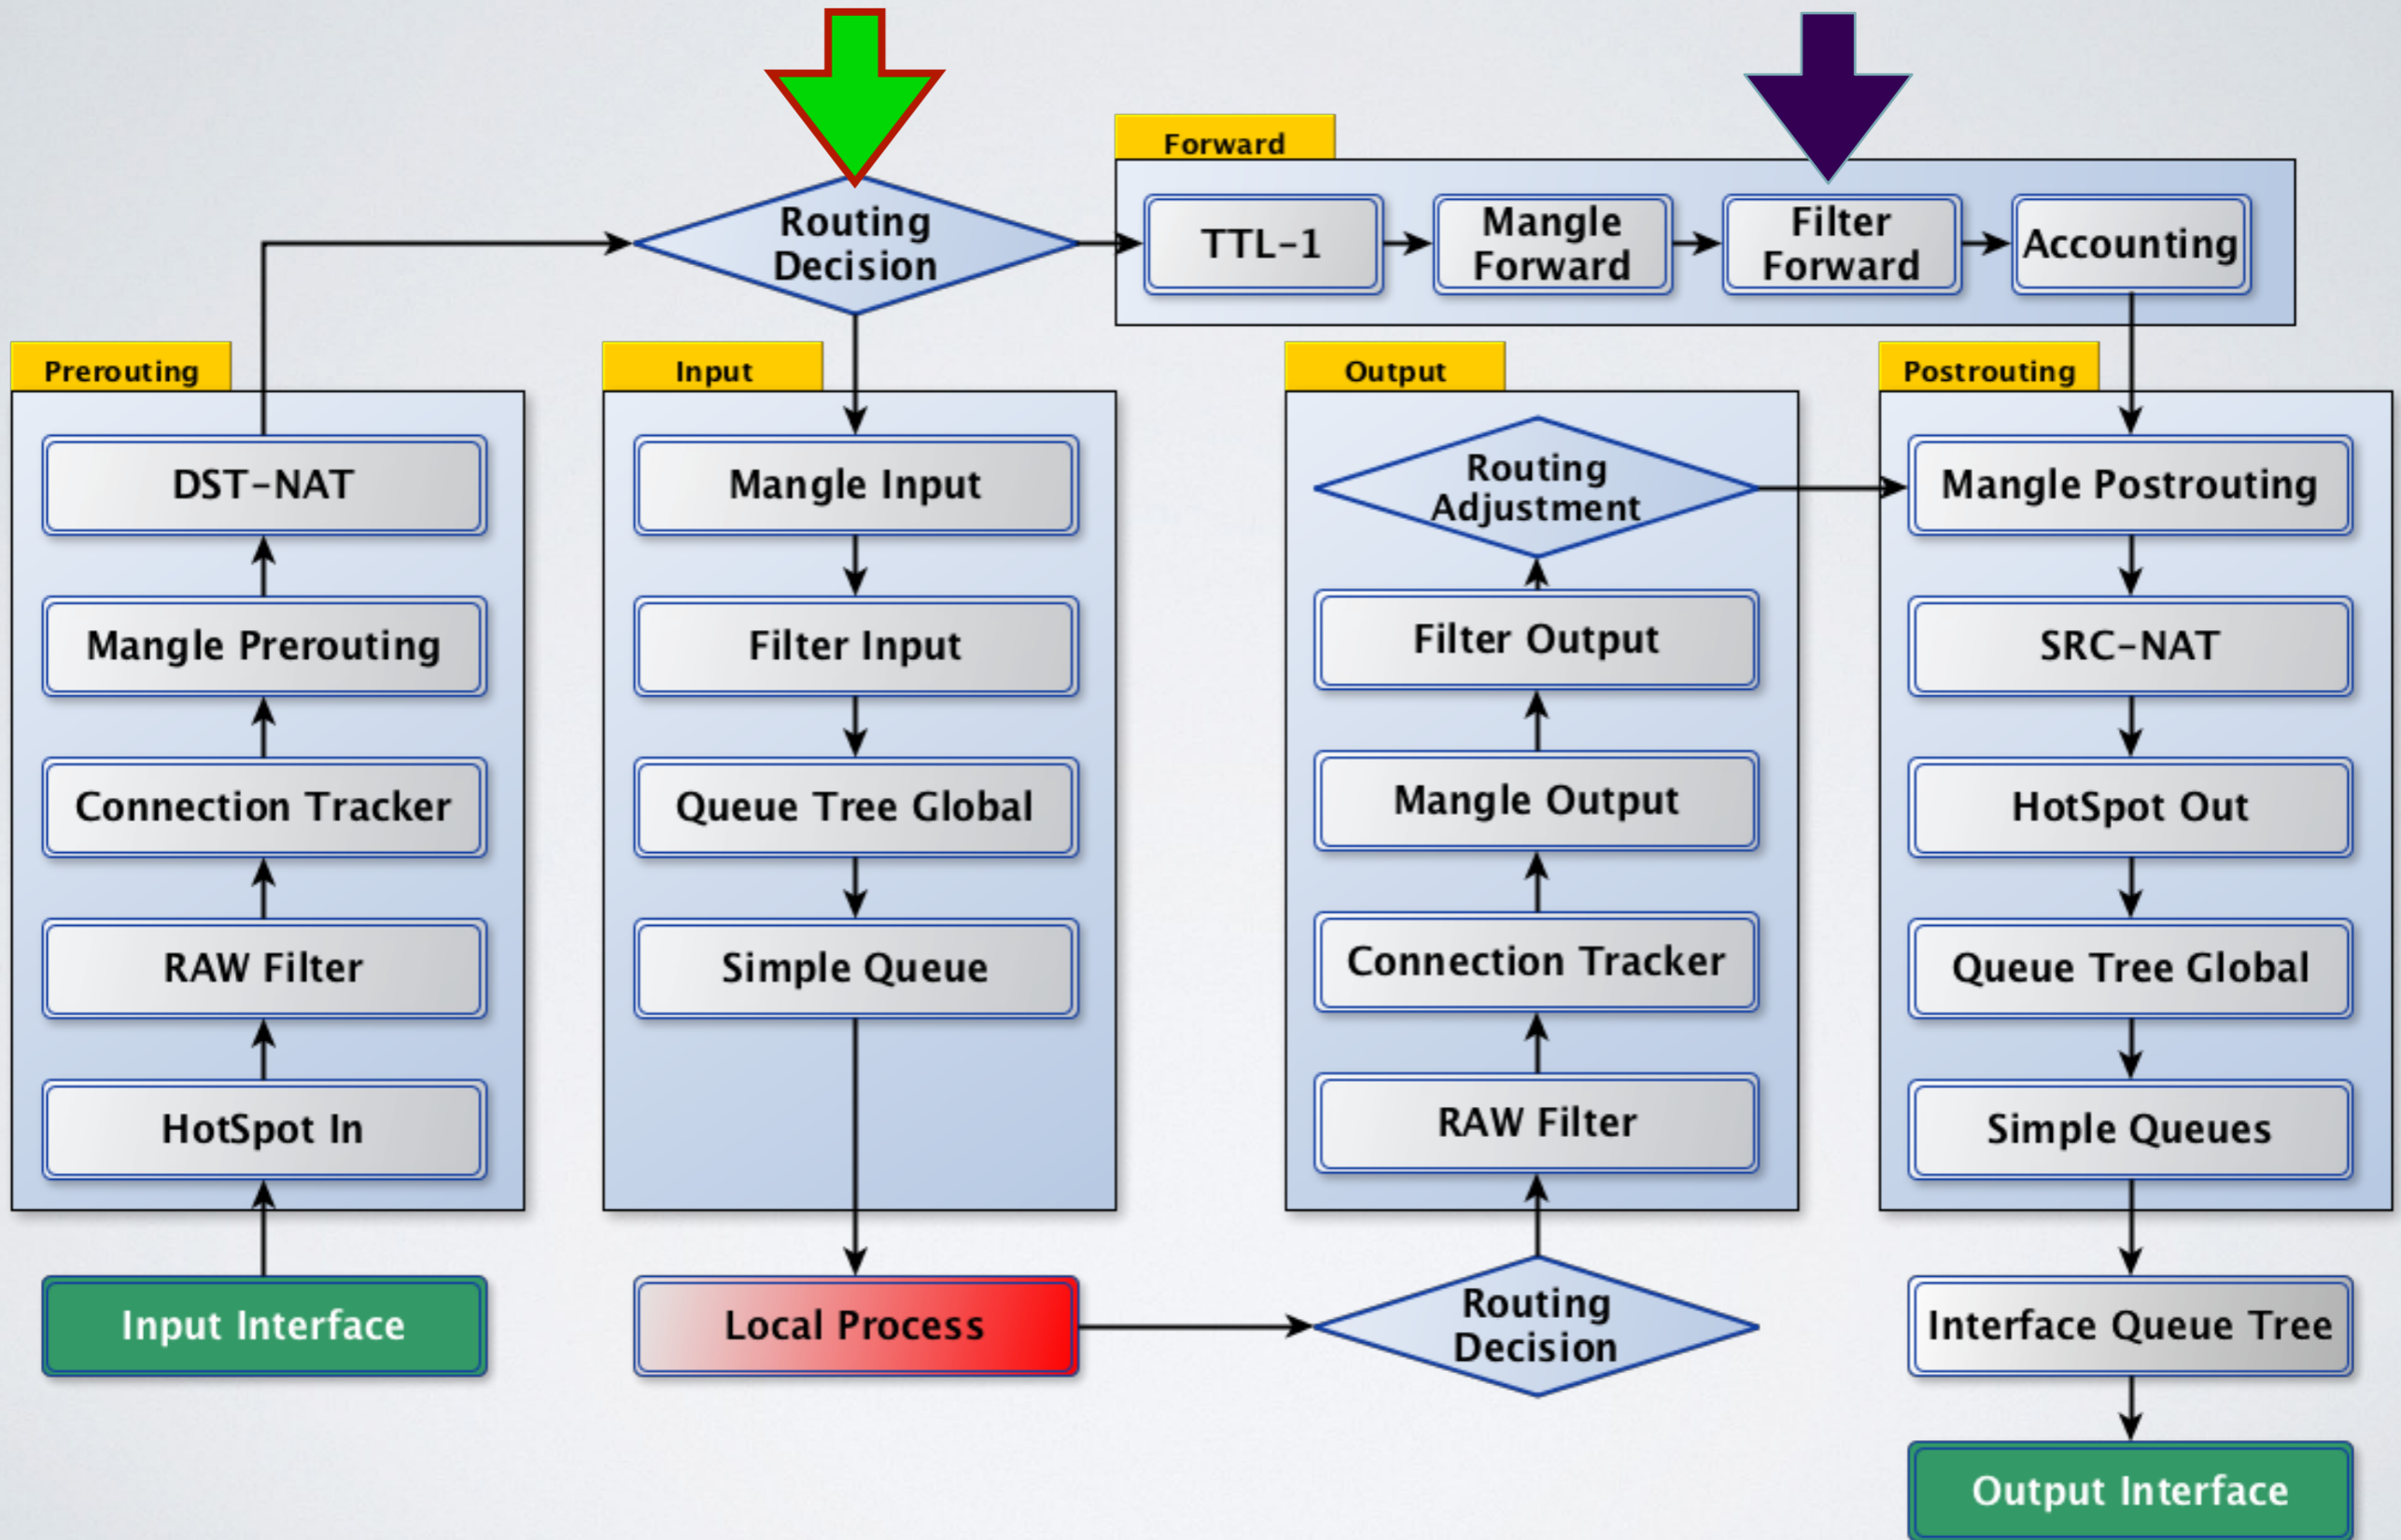 Forward
Routing
Decision
TTL-1
Mangle
Forward
Filter
Forward
Accounting
Prerouting
DST-NAT
Mangle Prerouting
Connection Tracker
RAW Filter
HotSpot In
Input Interface
Input
Mangle Input
Filter Input
Queue Tree Global
Simple Queue
Local Process
Output
Routing
Adjustment
Filter Output
Mangle Output
Connection Tracker
RAW Filter
Routing
Decision
Postrouting
Mangle Postrouting
SRC-NAT
HotSpot Out
Queue Tree Global
Simple Queues
Interface Queue Tree
Output Interface